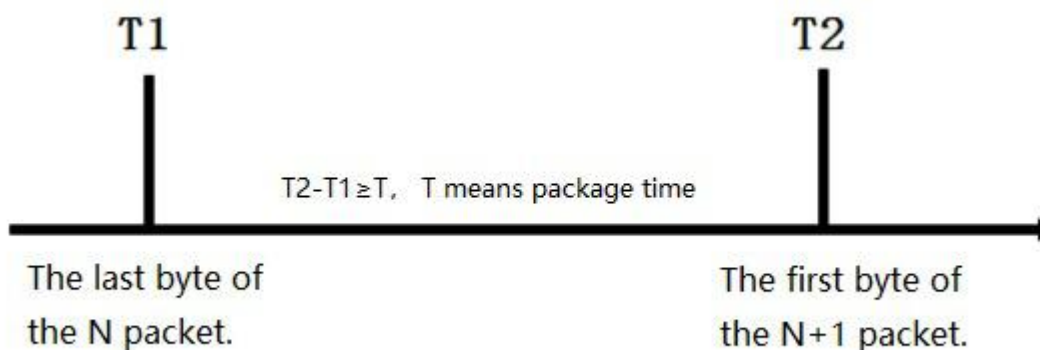 T1
T2
T2-T1≥T, T means package time
The last byte of
the N packet.
The first byte of
the N+1 packet.